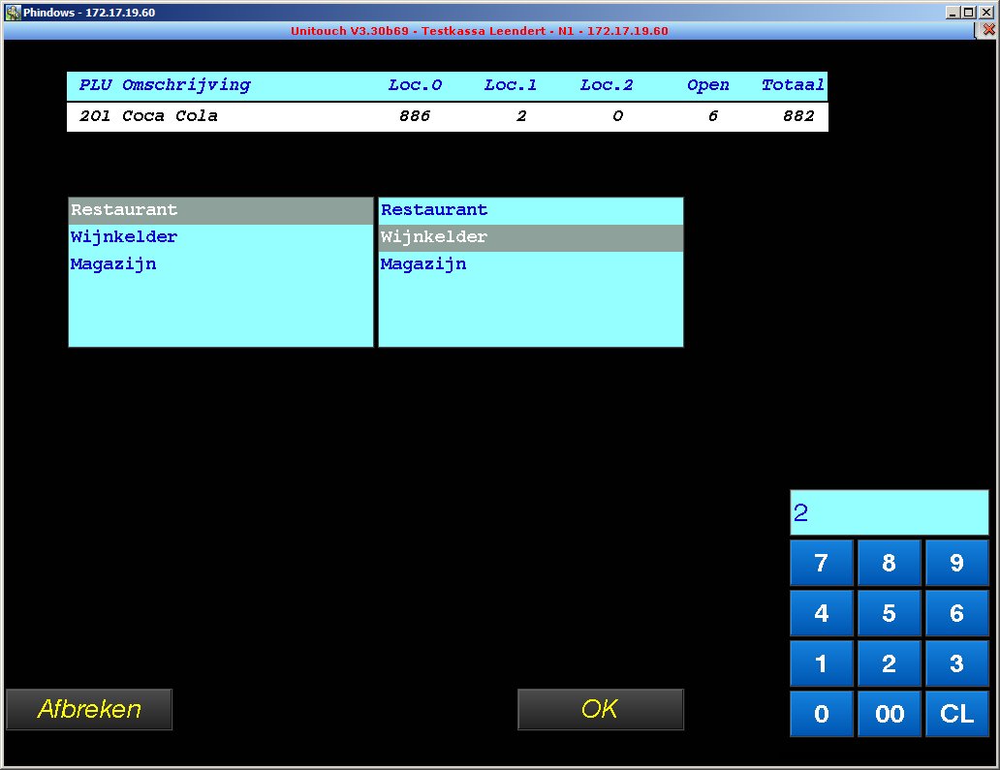 Phindows - 172.17.19.60
Unitouch V3.30b69 - Testkassa Leendert - N1 - 172.17.19.60
PLU Omschrijving Loc.0 Loc.1 Loc.2 Open Totaal
201 Coca Cola 886 2 0 6 882
Restaurant Restaurant
Wijnkelder Wijnkelder
Magazijn Magazijn
2
7 8 9
4 5 6
1 2 3
Afbreken OK 0 00 CL